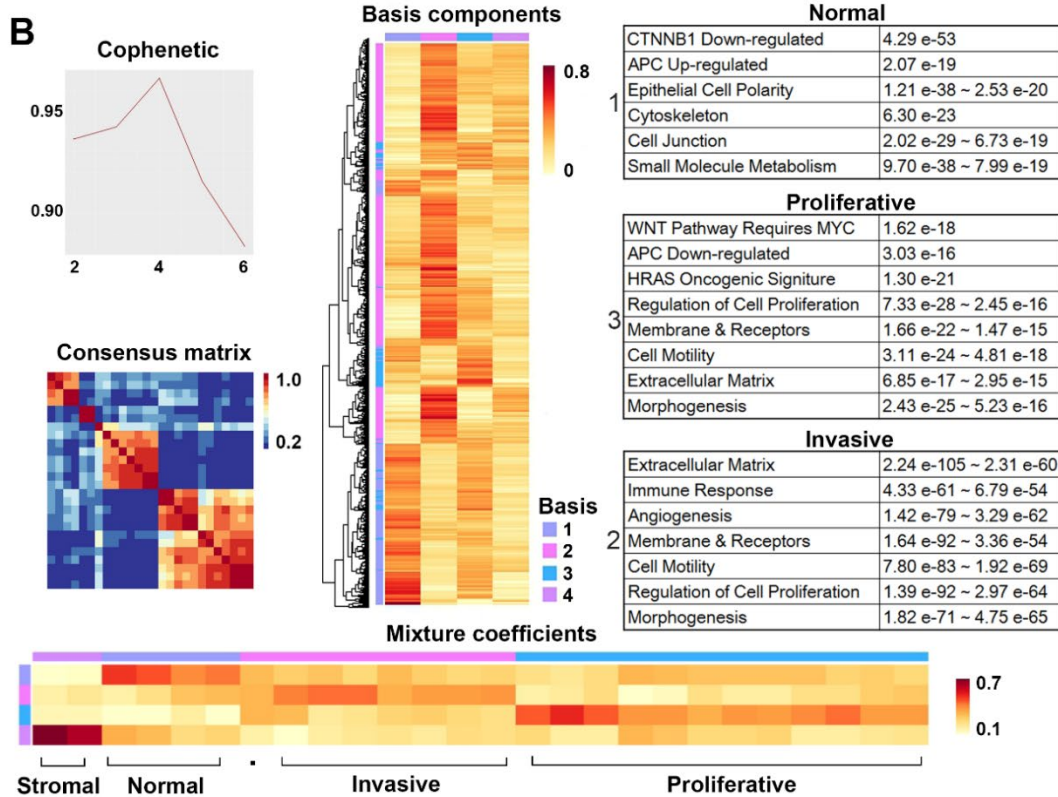 B
Cophenetic
0.95
0.90
2 4 6
Consensus matrix
1.0
0.2
Basis components
0.8
0
Basis
1
2
3
4
Normal
1
CTNNB1 Down-regulated 4.29 e-53
APC Up-regulated 2.07 e-19
Epithelial Cell Polarity 1.21 e-38 ~ 2.53 e-20
Cytoskeleton 6.30 e-23
Cell Junction 2.02 e-29 ~ 6.73 e-19
Small Molecule Metabolism 9.70 e-38 ~ 7.99 e-19
Proliferative
3
WNT Pathway Requires MYC 1.62 e-18
APC Down-regulated 3.03 e-16
HRAS Oncogenic Signiture 1.30 e-21
Regulation of Cell Proliferation 7.33 e-28 ~ 2.45 e-16
Membrane & Receptors 1.66 e-22 ~ 1.47 e-15
Cell Motility 3.11 e-24 ~ 4.81 e-18
Extracellular Matrix 6.85 e-17 ~ 2.95 e-15
Morphogenesis 2.43 e-25 ~ 5.23 e-16
Invasive
2
Extracellular Matrix 2.24 e-105 ~ 2.31 e-60
Immune Response 4.33 e-61 ~ 6.79 e-54
Angiogenesis 1.42 e-79 ~ 3.29 e-62
Membrane & Receptors 1.64 e-92 ~ 3.36 e-54
Cell Motility 7.80 e-83 ~ 1.92 e-69
Regulation of Cell Proliferation 1.39 e-92 ~ 2.97 e-64
Morphogenesis 1.82 e-71 ~ 4.75 e-65
Mixture coefficients
0.7
0.1
Stromal Normal . Invasive Proliferative